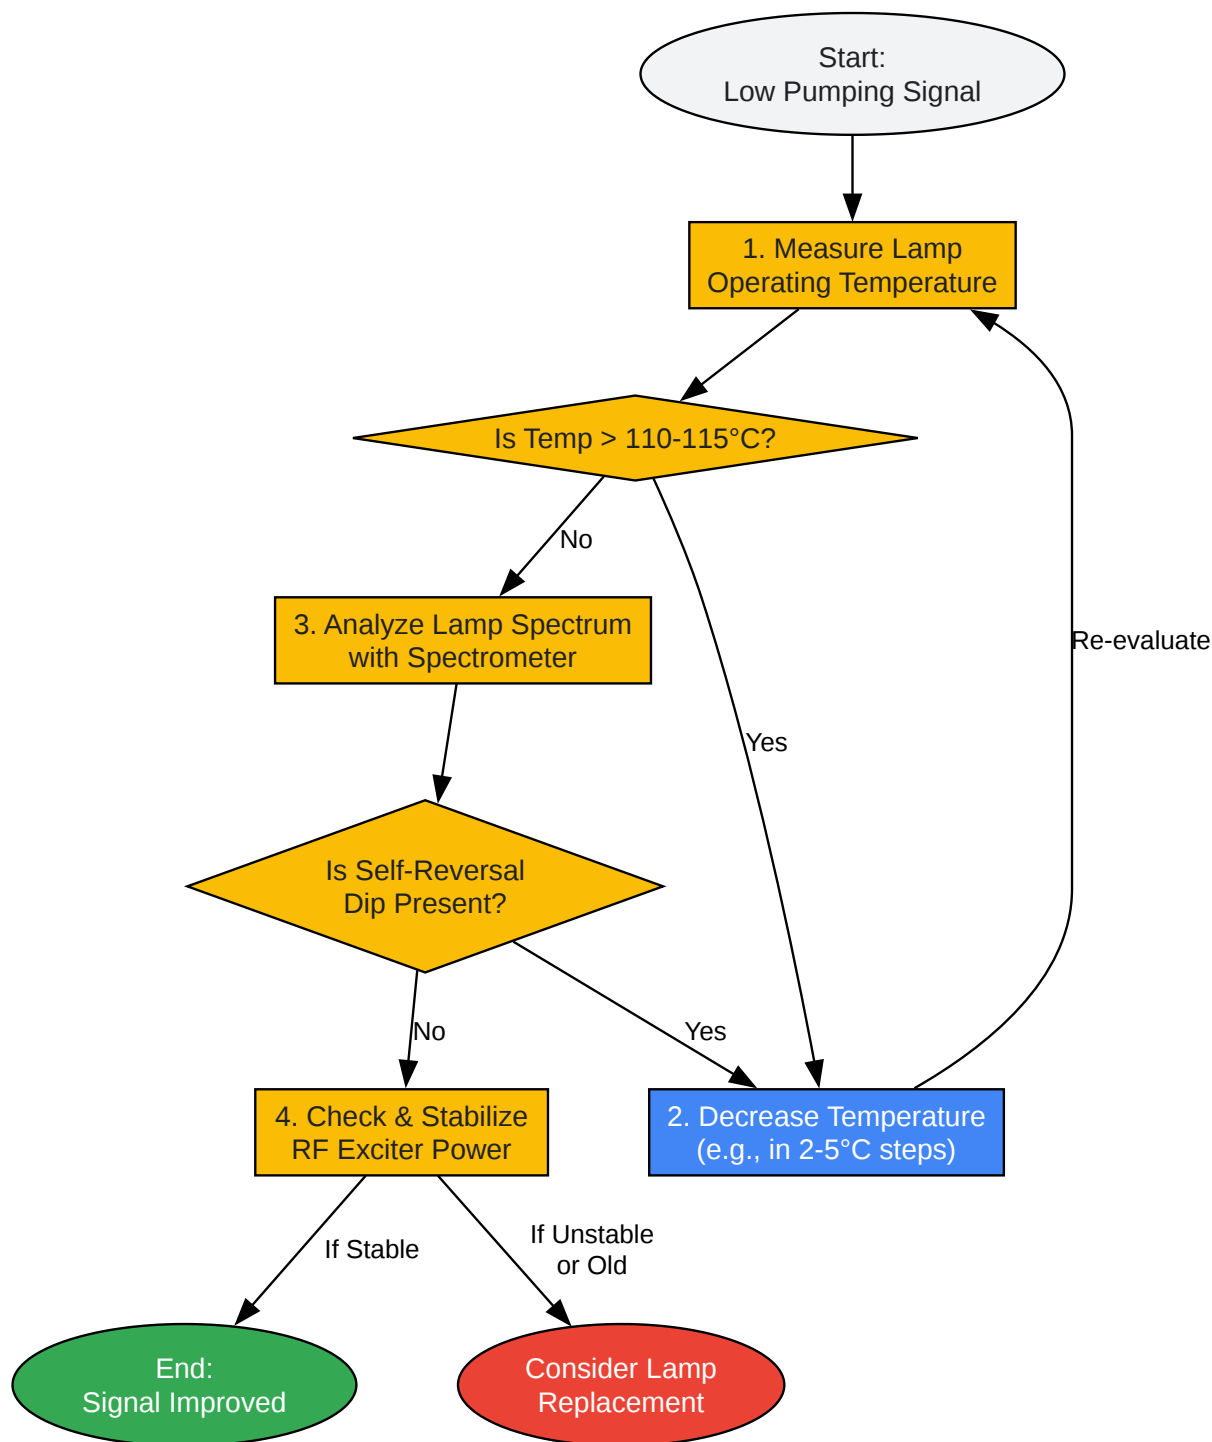 Start:
Low Pumping Signal
1. Measure Lamp
Operating Temperature
Is Temp > 110-115°C?
No
3. Analyze Lamp Spectrum
with Spectrometer
Re-evaluate
Yes
Is Self-Reversal
Dip Present?
No
Yes
4. Check & Stabilize
RF Exciter Power
2. Decrease Temperature
(e.g., in 2-5°C steps)
If Stable
If Unstable
or Old
End:
Signal Improved
Consider Lamp
Replacement